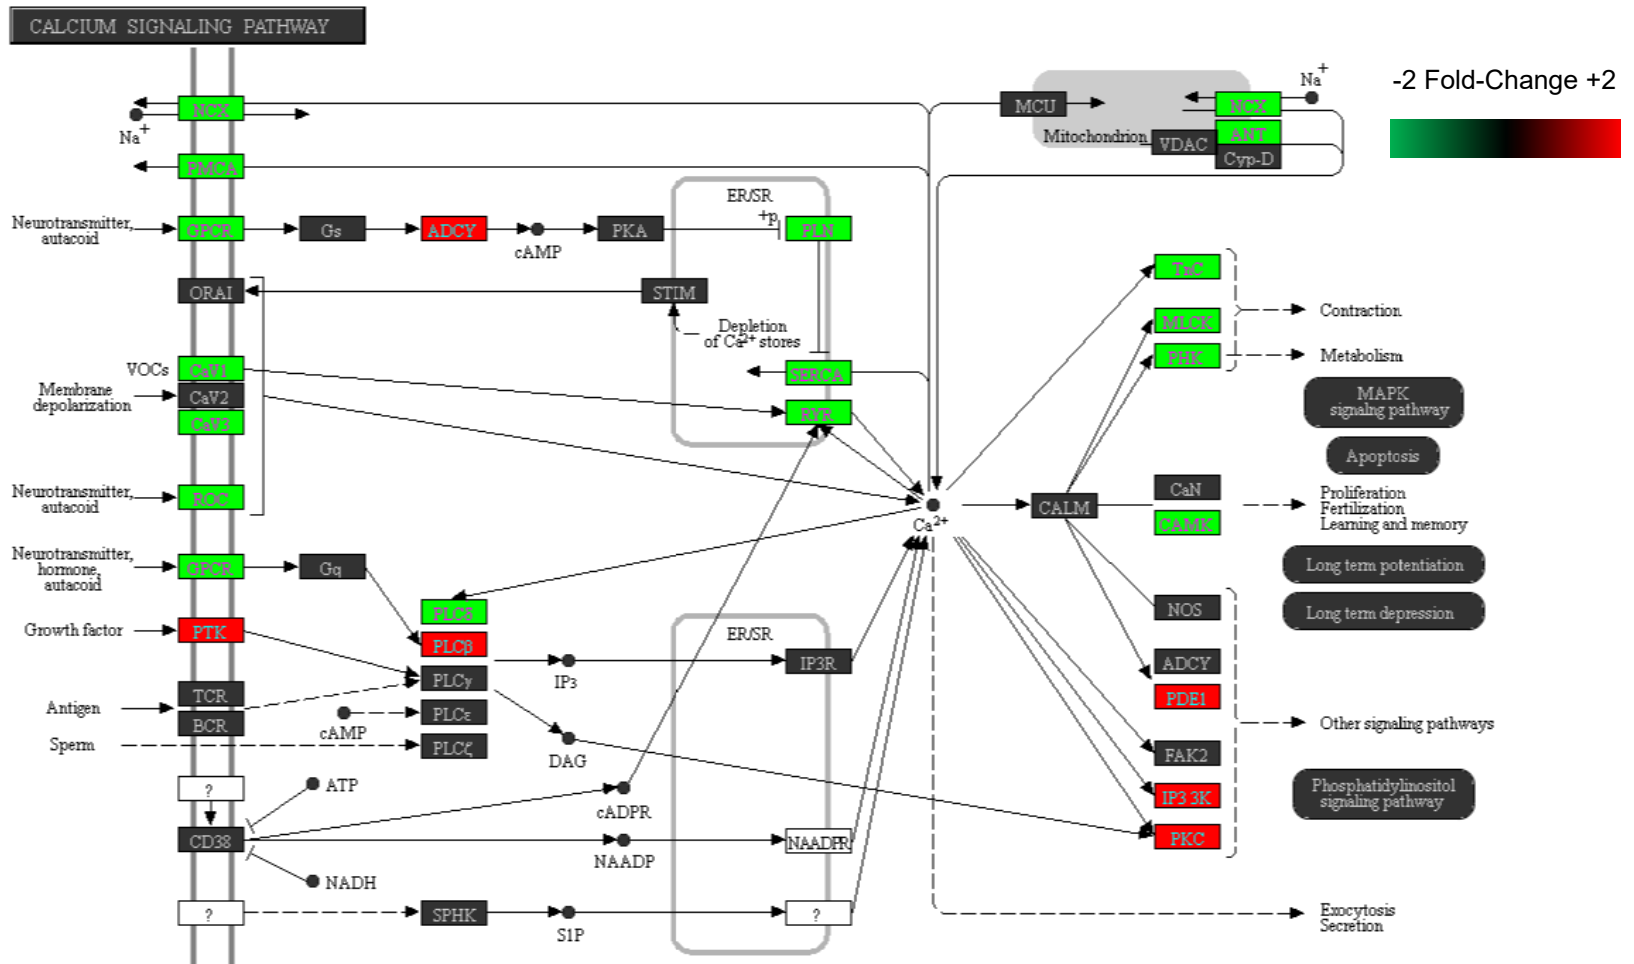 CALCIUM SIGNALING PATHWAY
-2 Fold-Change +2
NCX
Na+
PMCA
MCU
Mitochondrion
VDAC
NCX
ANT
Cyp-D
Na+
Neurotransmitter,
autacoid
GPCR
Gs
ADCY
cAMP
PKA
ER/SR
+p
PLN
ORAI
STIM
Depletion
of Ca2+ stores
VOCs
CaV1
Membrane
depolarization
CaV2
CaV3
SERCA
RYR
Neurotransmitter,
autacoid
ROC
Ca2+
CALM
TnC
MLCK
PHK
Contraction
Metabolism
MAPK
signaling pathway
Apoptosis
CaN
CAMK
Proliferation
Fertilization
Learning and memory
Long term potentiation
Long term depression
Neurotransmitter,
hormone,
autacoid
GPCR
Gq
Growth factor
PTK
Antigen
TCR
BCR
Sperm
PLCδ
PLCβ
PLCγ
PLCε
PLCζ
cAMP
IP3
DAG
ER/SR
IP3R
NOS
ADCY
PDE1
FAK2
IP3 3K
PKC
Other signaling pathways
Phosphatidylinositol
signaling pathway
?
ATP
CD38
NADH
cADPR
NAADP
NAADPR
?
SPHK
S1P
?
Exocytosis
Secretion